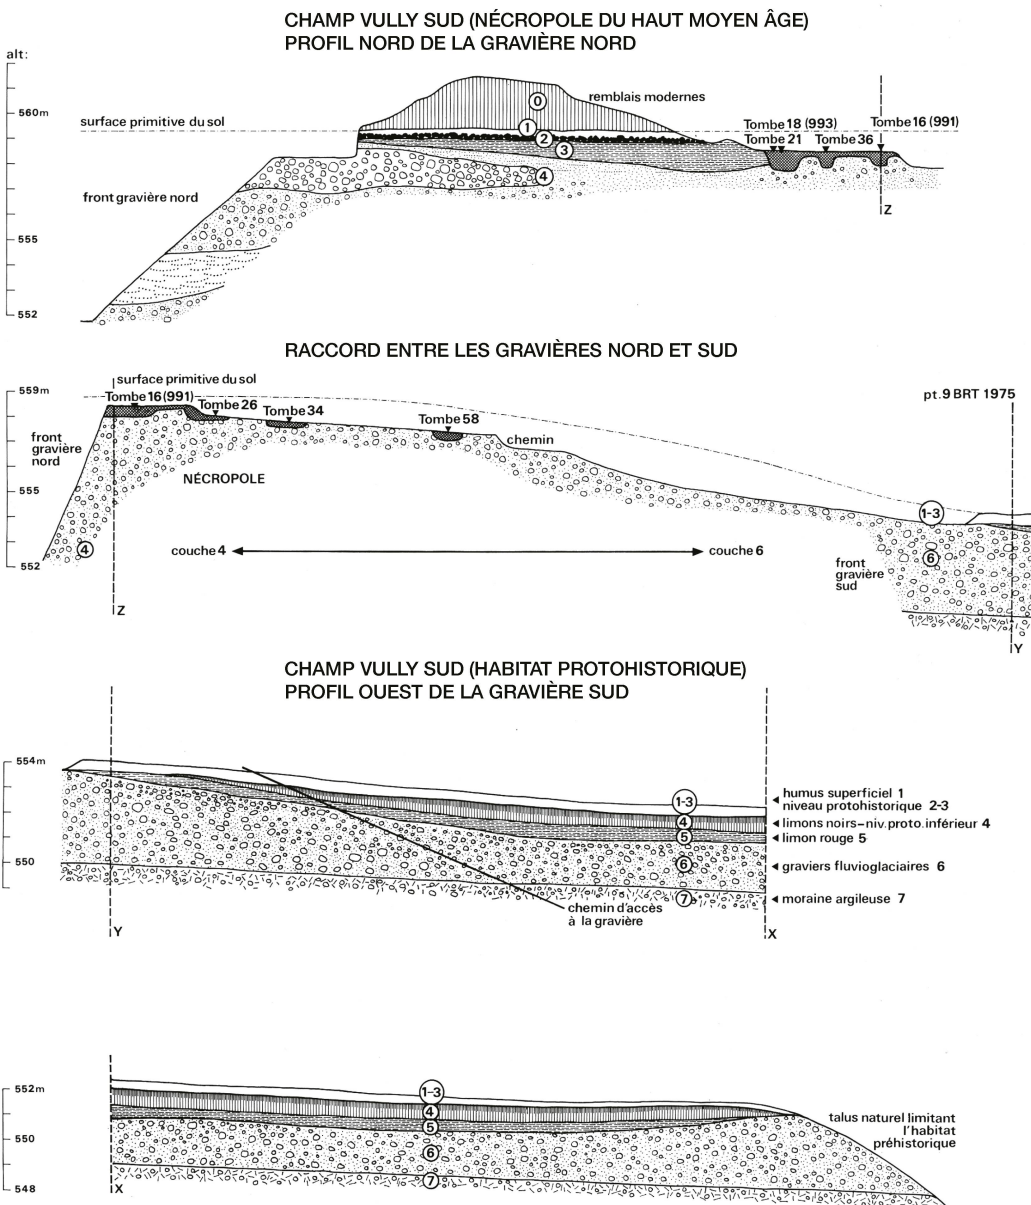 CHAMP VULLY SUD (NÉCROPOLE DU HAUT MOYEN ÂGE)
PROFIL NORD DE LA GRAVIÈRE NORD
alt:
560m
555
552
surface primitive du sol
front gravière nord
0
remblais modernes
1
2
3
4
Tombe 18 (993)
Tombe 21
Tombe 36
Tombe 16 (991)
Z
RACCORD ENTRE LES GRAVIÈRES NORD ET SUD
559m
555
552
surface primitive du sol
Tombe 16 (991)
Tombe 26
Tombe 34
Tombe 58
chemin
pt. 9 BRT 1975
front
gravière
nord
NÉCROPOLE
4
couche 4
couche 6
1-3
6
front
gravière
sud
Z
Y
CHAMP VULLY SUD (HABITAT PROTOHISTORIQUE)
PROFIL OUEST DE LA GRAVIÈRE SUD
554m
550
1-3
4
5
6
7
humus superficiel 1
niveau protohistorique 2-3
limons noirs-niv. proto. inférieur 4
limon rouge 5
graviers fluvioglaciaires 6
moraine argileuse 7
chemin d'accès
à la gravière
Y
X
552m
550
548
1-3
4
5
6
7
talus naturel limitant
l'habitat
préhistorique
X